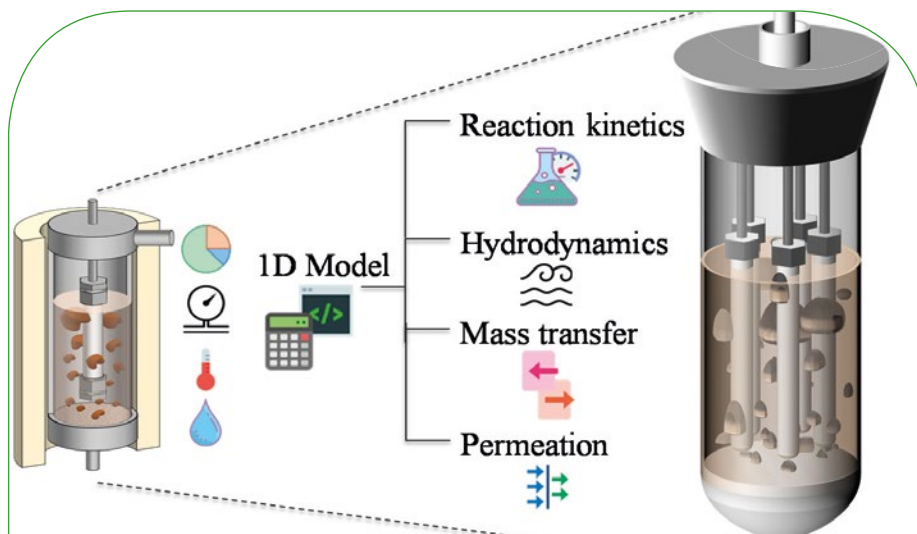 Reaction kinetics
Hydrodynamics
1D Model
</>
Mass transfer
Permeation